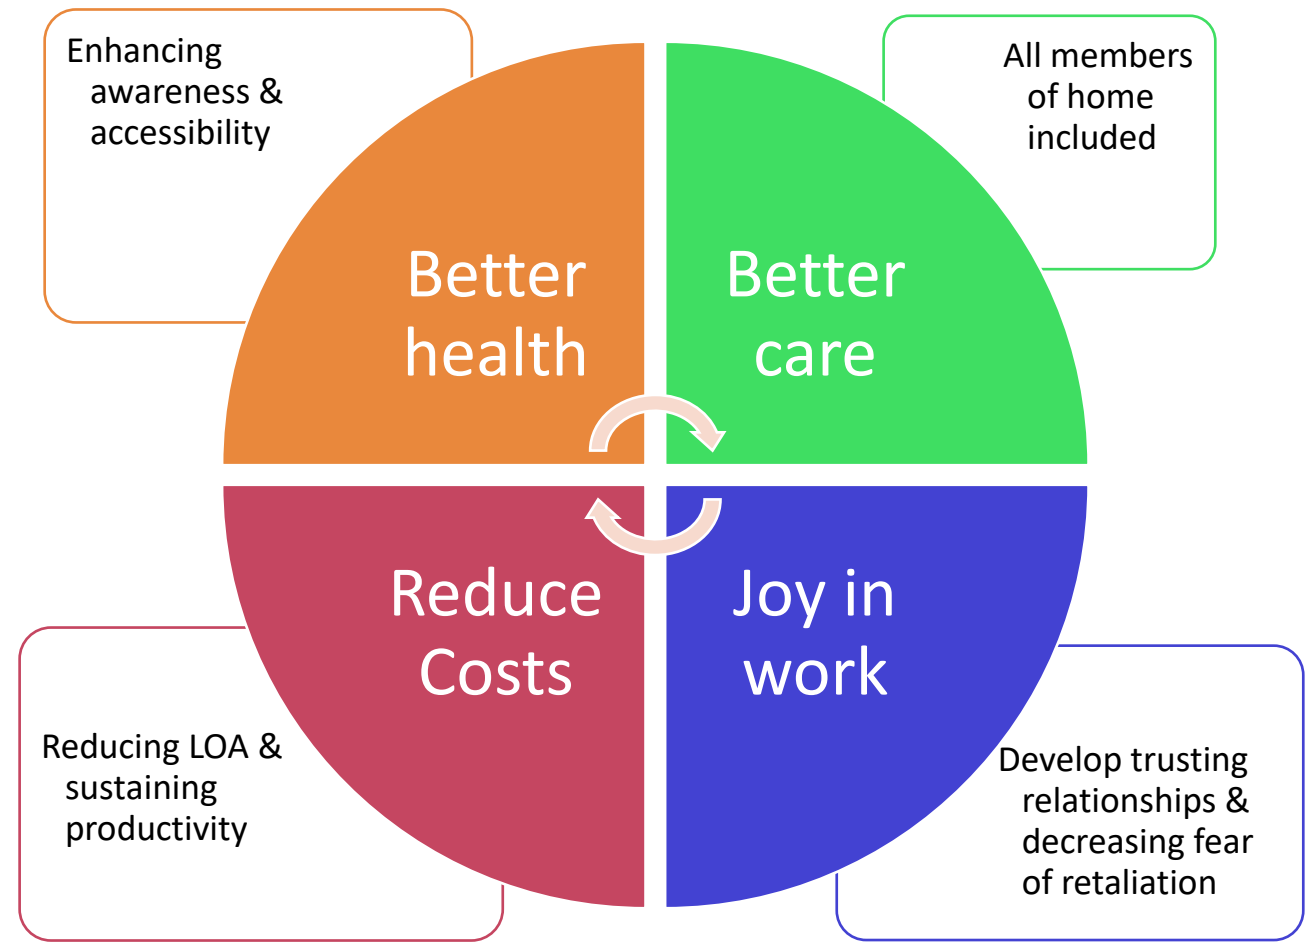 Enhancing
awareness &
accessibility
All members
of home
included
Better
health
Better
care
Reduce
Costs
Joy in
work
Reducing LOA &
sustaining
productivity
Develop trusting
relationships &
decreasing fear
of retaliation